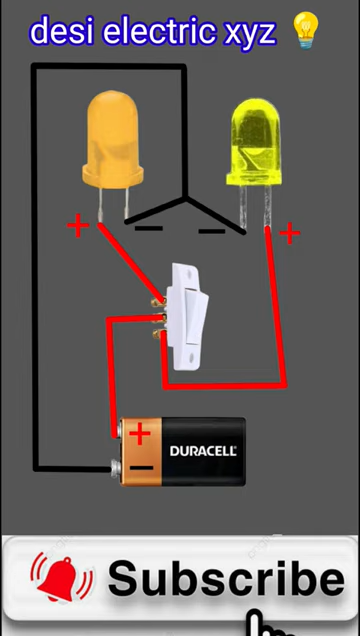 desi electric xyz 💡
+ − − +
+
DURACELL
−
Subscribe